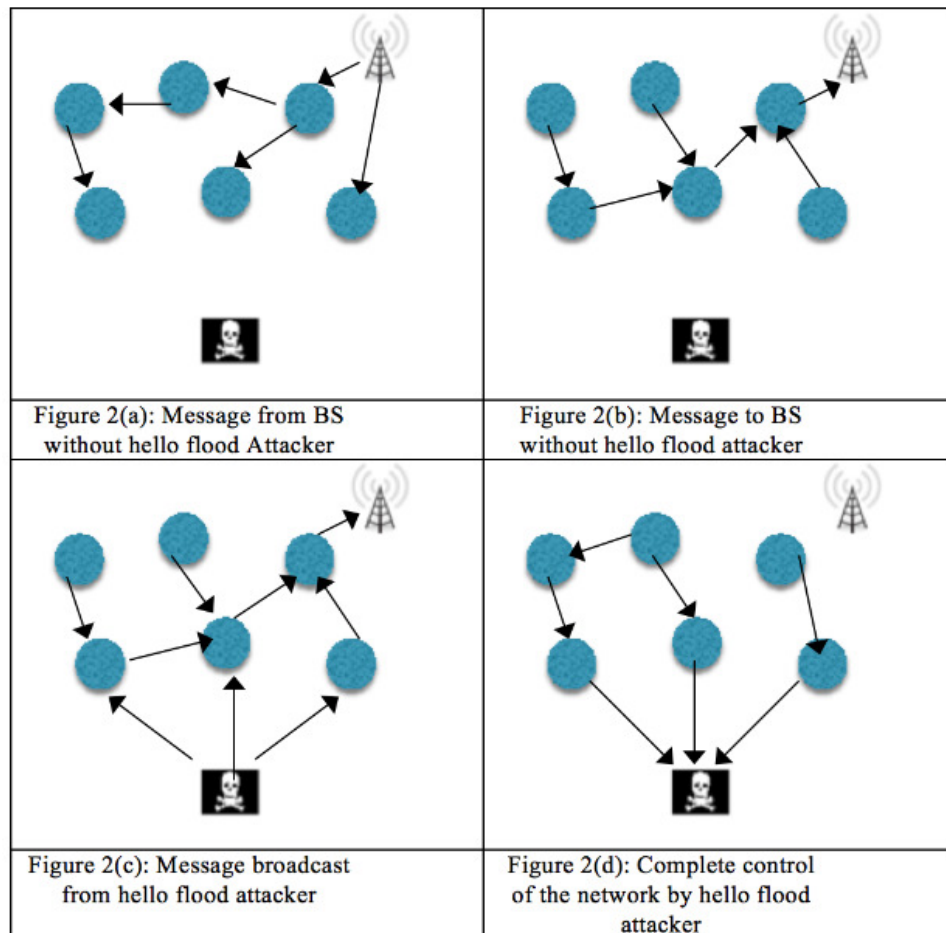 Figure 2(a): Message from BS
without hello flood Attacker
Figure 2(b): Message to BS
without hello flood attacker
Figure 2(c): Message broadcast
from hello flood attacker
Figure 2(d): Complete control
of the network by hello flood
attacker